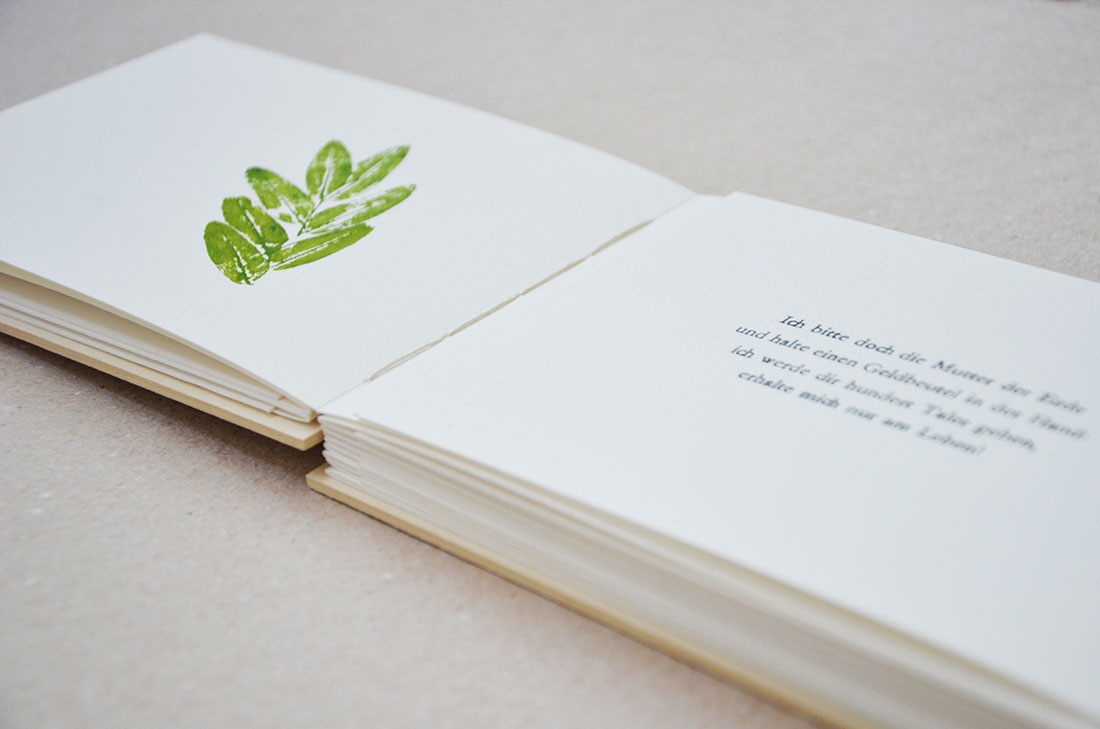 Ich bitte doch die Mutter der Erde
und halte einen Geldbeutel in der Hand:
ich werde dir hundert Taler geben,
erhalte mich nur am Leben!